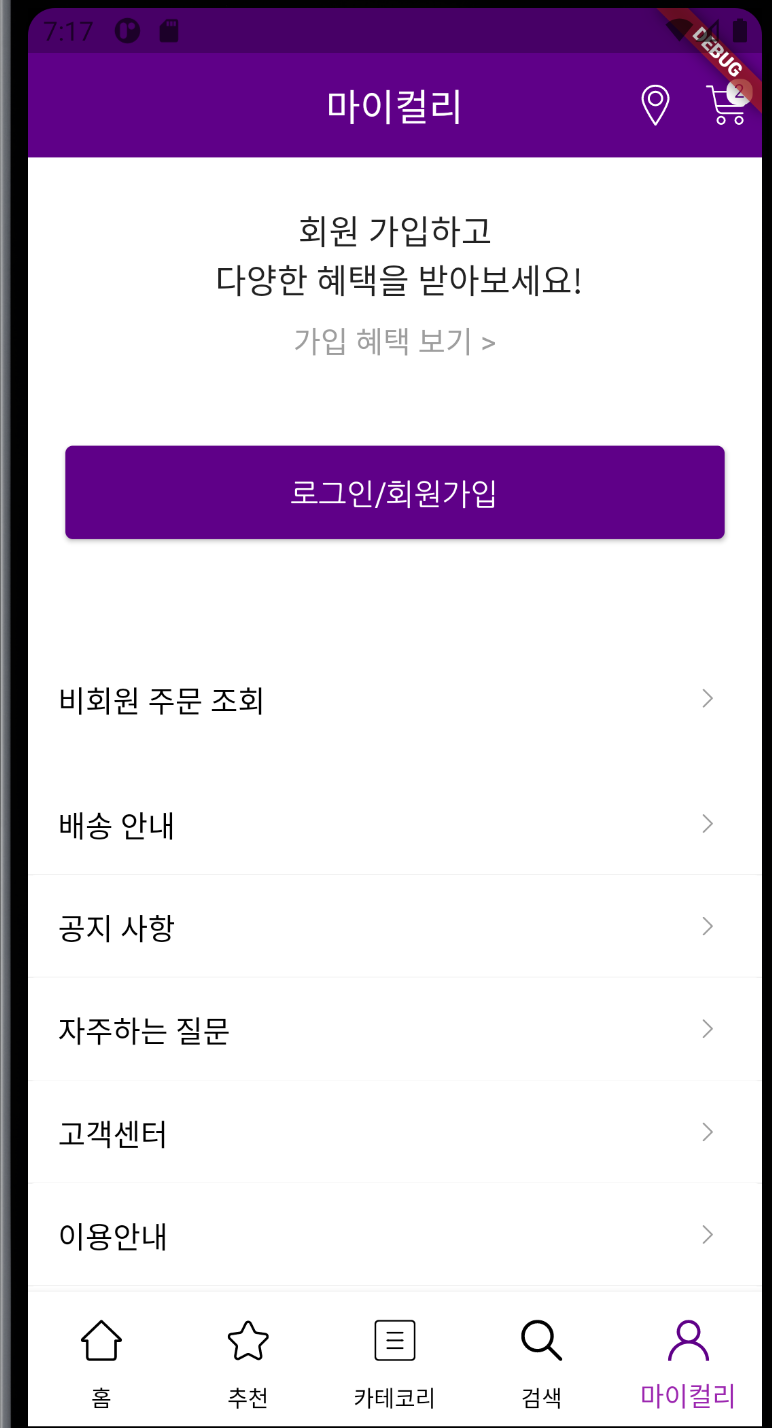 7:17
DEBUG
마이컬리
2
회원 가입하고
다양한 혜택을 받아보세요!
가입 혜택 보기 >
로그인/회원가입
비회원 주문 조회
배송 안내
공지 사항
자주하는 질문
고객센터
이용안내
홈
추천
카테코리
검색
마이컬리